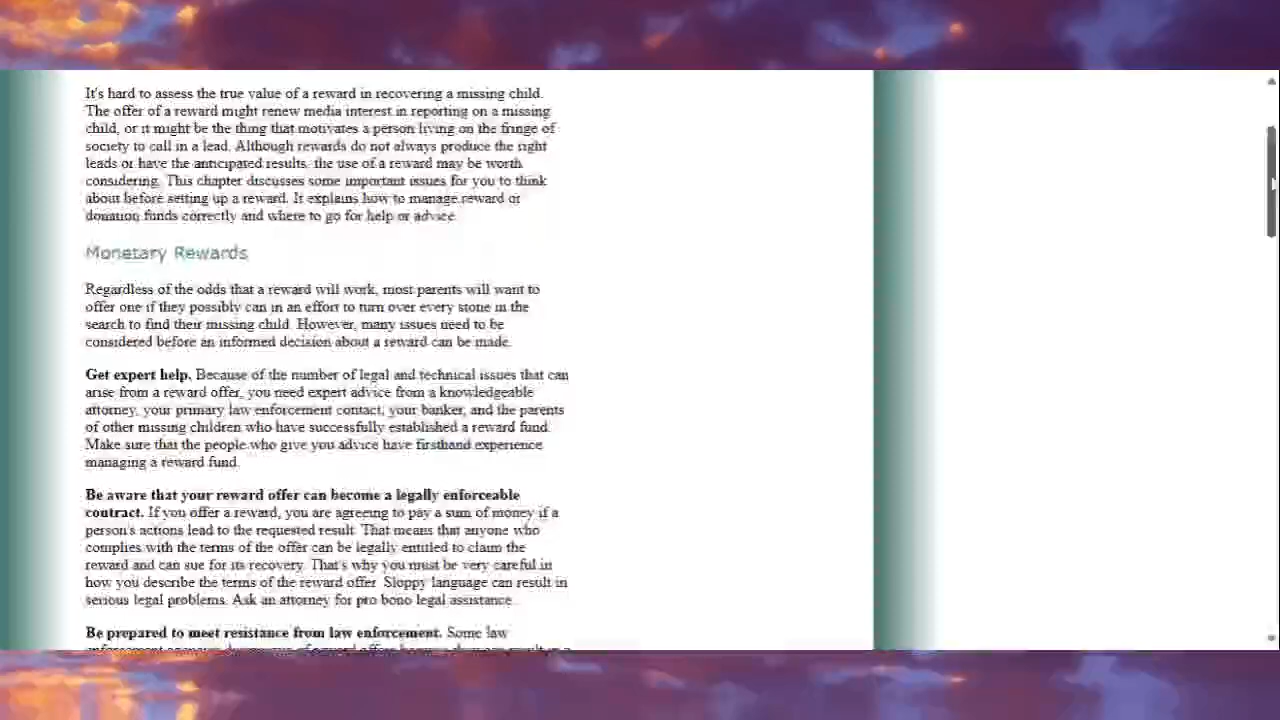 It's hard to assess the true value of a reward in recovering a missing child.
The offer of a reward might renew media interest in reporting on a missing
child, or it might be the thing that motivates a person living on the fringe of
society to call in a lead. Although rewards do not always produce the right
leads or have the anticipated results, the use of a reward may be worth
considering. This chapter discusses some important issues for you to think
about before setting up a reward. It explains how to manage reward or
donation funds correctly and where to go for help or advice.
Monetary Rewards
Regardless of the odds that a reward will work, most parents will want to
offer one if they possibly can in an effort to turn over every stone in the
search to find their missing child. However, many issues need to be
considered before an informed decision about a reward can be made.
Get expert help. Because of the number of legal and technical issues that can
arise from a reward offer, you need expert advice from a knowledgeable
attorney, your primary law enforcement contact, your banker, and the parents
of other missing children who have successfully established a reward fund.
Make sure that the people who give you advice have firsthand experience
managing a reward fund.
Be aware that your reward offer can become a legally enforceable
contract. If you offer a reward, you are agreeing to pay a sum of money if a
person's actions lead to the requested result. That means that anyone who
complies with the terms of the offer can be legally entitled to claim the
reward and can sue for its recovery. That's why you must be very careful in
how you describe the terms of the reward offer. Sloppy language can result in
serious legal problems. Ask an attorney for pro bono legal assistance.
Be prepared to meet resistance from law enforcement. Some law